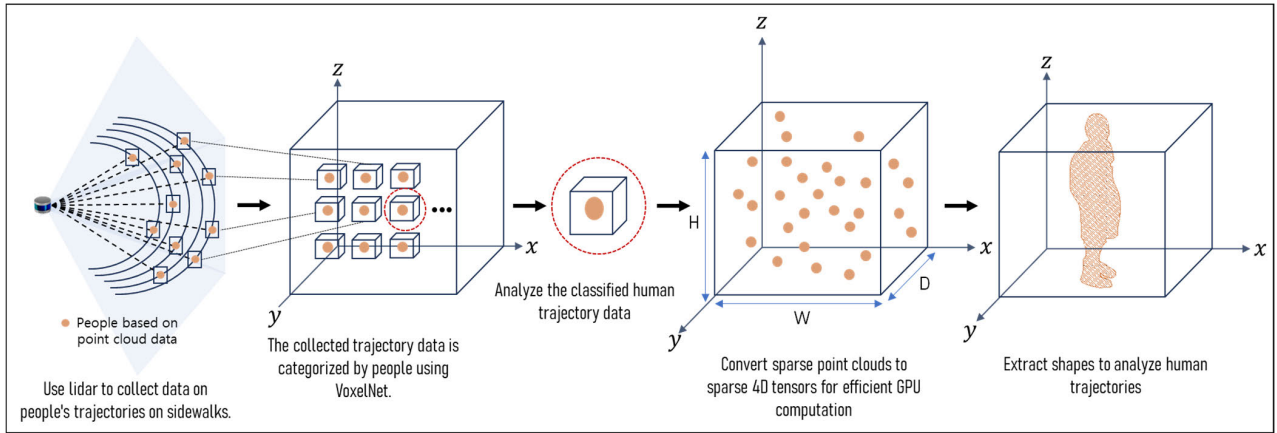 People based on
point cloud data
Use lidar to collect data on
people's trajectories on sidewalks.
z
x
y
The collected trajectory data is
categorized by people using
VoxelNet.
Analyze the classified human
trajectory data
z
x
y
H
W
D
Convert sparse point clouds to
sparse 4D tensors for efficient GPU
computation
z
x
y
Extract shapes to analyze human
trajectories